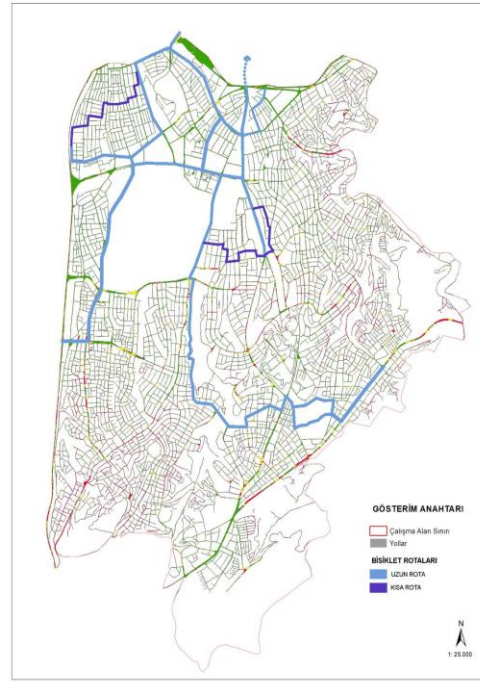 GÖSTERİM ANAHTARI
Çalışma Alan Sınırı
Yollar
BİSİKLET ROTALARI
UZUN ROTA
KISA ROTA
N
1: 25.000